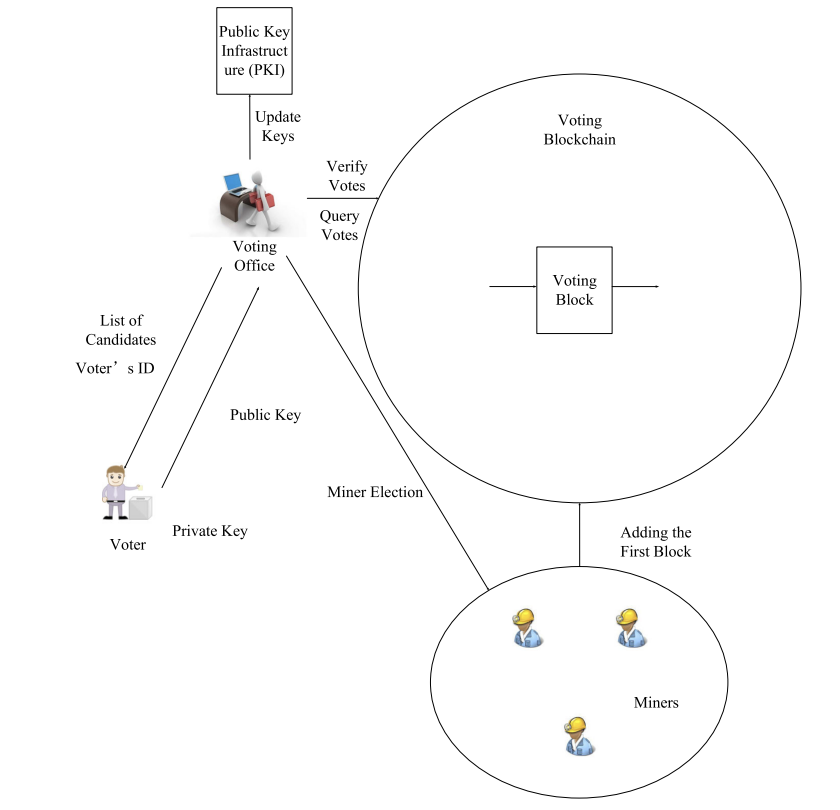 Public Key
Infrastruct
ure (PKI)
Update
Keys
Voting
Blockchain
Verify
Votes
Query
Votes
Voting
Office
Voting
Block
List of
Candidates
Voter’s ID
Public Key
Miner Election
Private Key
Voter
Adding the
First Block
Miners